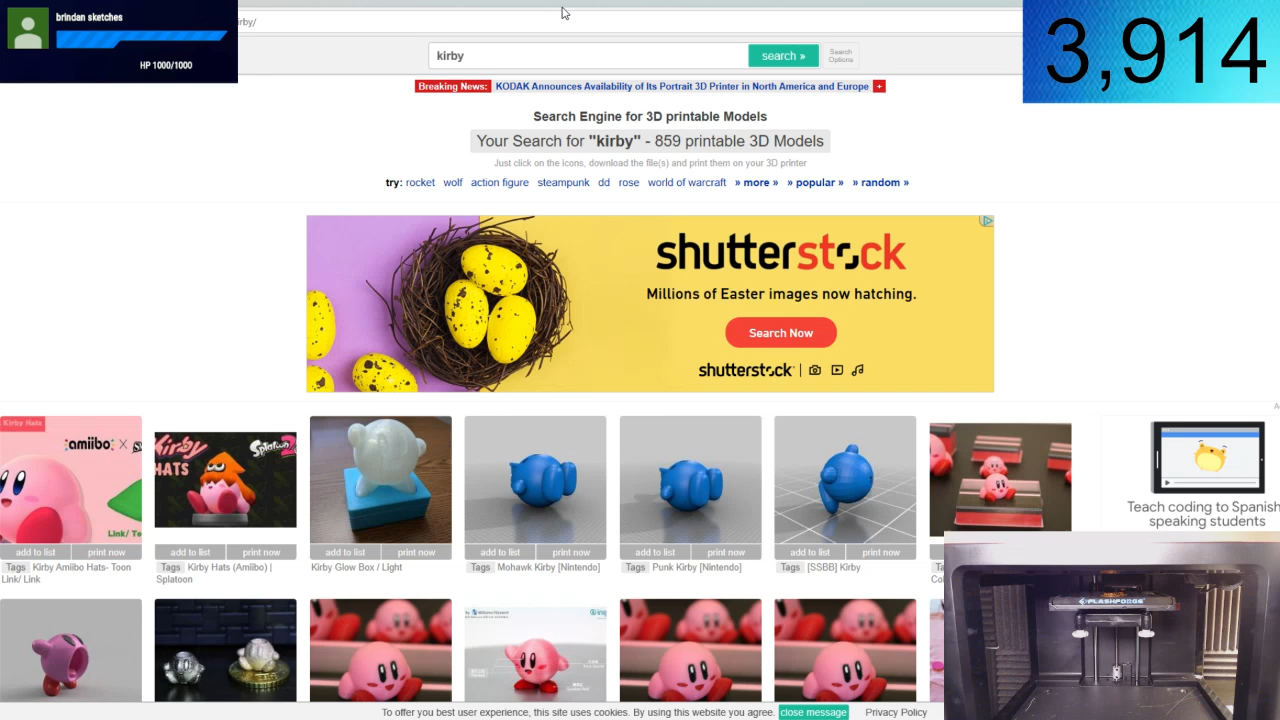 brindan sketches
HP 1000/1000
irby/
3,914
kirby
search »
Search
Options
Breaking News:
KODAK Announces Availability of Its Portrait 3D Printer in North America and Europe
+
Search Engine for 3D printable Models
Your Search for "kirby" - 859 printable 3D Models
Just click on the icons, download the file(s) and print them on your 3D printer
try: rocket wolf action figure steampunk dd rose world of warcraft » more » » popular » » random »
shutterstock
Millions of Easter images now hatching.
Search Now
shutterstock
Kirby Hats
amiibo X
Link/ To
Kirby
HATS
Splatoon 2
add to list print now
add to list print now
add to list print now
add to list print now
add to list print now
add to list print now
Tags Kirby Amiibo Hats- Toon
Link/ Link
Tags Kirby Hats (Amiibo) |
Splatoon
Kirby Glow Box / Light
Tags Mohawk Kirby [Nintendo]
Tags Punk Kirby [Nintendo]
Tags [SSBB] Kirby
Teach coding to Spanish
speaking students
FLASHFORGE
To offer you best user experience, this site uses cookies. By using this website you agree.
close message
Privacy Policy